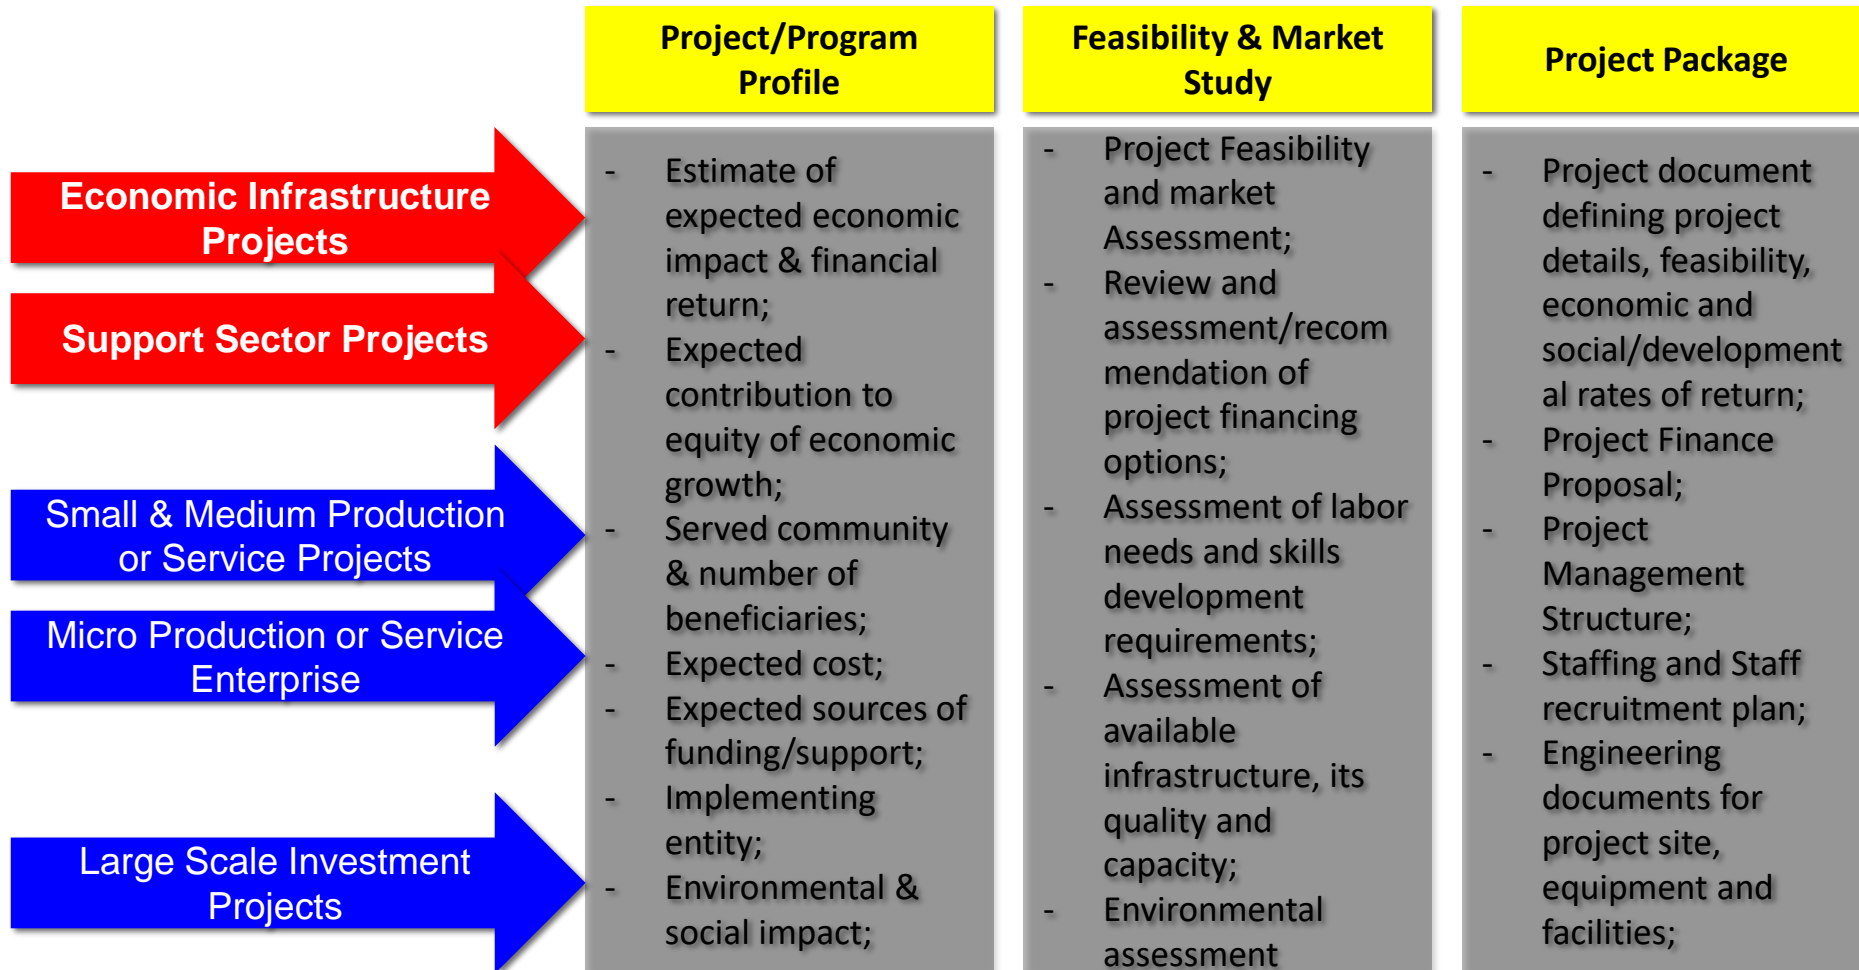 Project/Program
Profile
Feasibility & Market
Study
Project Package
Economic Infrastructure
Projects
Support Sector Projects
Small & Medium Production
or Service Projects
Micro Production or Service
Enterprise
Large Scale Investment
Projects
- Estimate of
expected economic
impact & financial
return;
- Expected
contribution to
equity of economic
growth;
- Served community
& number of
beneficiaries;
- Expected cost;
- Expected sources of
funding/support;
- Implementing
entity;
- Environmental &
social impact;
- Project Feasibility
and market
Assessment;
- Review and
assessment/recom
mendation of
project financing
options;
- Assessment of labor
needs and skills
development
requirements;
- Assessment of
available
infrastructure, its
quality and
capacity;
- Environmental
assessment
- Project document
defining project
details, feasibility,
economic and
social/development
al rates of return;
- Project Finance
Proposal;
- Project
Management
Structure;
- Staffing and Staff
recruitment plan;
- Engineering
documents for
project site,
equipment and
facilities;